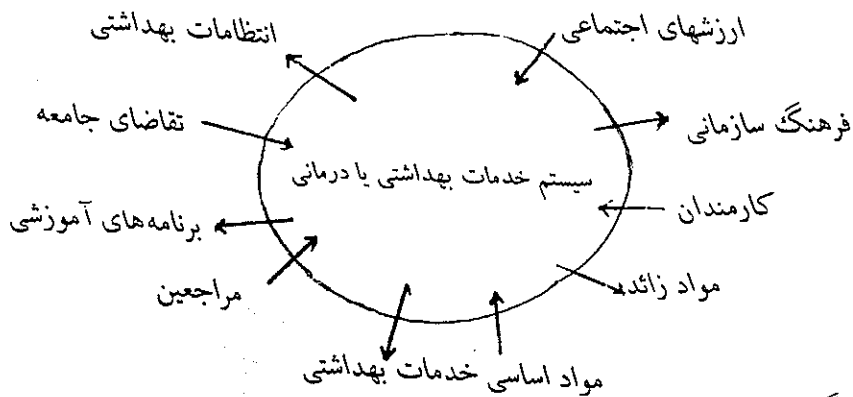 ارزشهای اجتماعی
انتظامات بهداشتی
فرهنگ سازمانی
تقاضای جامعه
سیستم خدمات بهداشتی یا درمانی
کارمندان
برنامه‌های آموزشی
مواد زائد
مراجعین
مواد اساسی خدمات بهداشتی